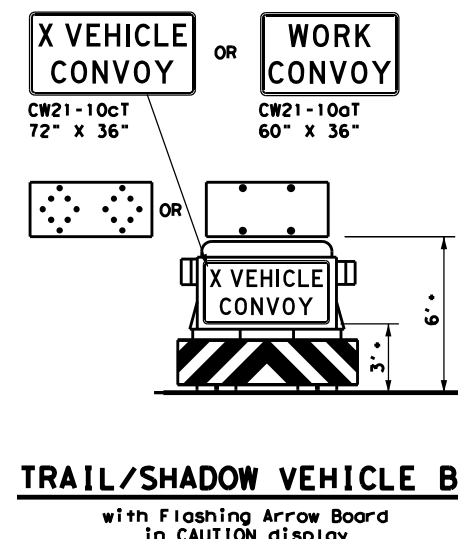 X VEHICLE
CONVOY
OR
WORK
CONVOY
CW21-10cT
72" X 36"
CW21-10aT
60" X 36"
OR
X VEHICLE
CONVOY
3'
6'
TRAIL/SHADOW VEHICLE B
with Flashing Arrow Board
in CAUTION display